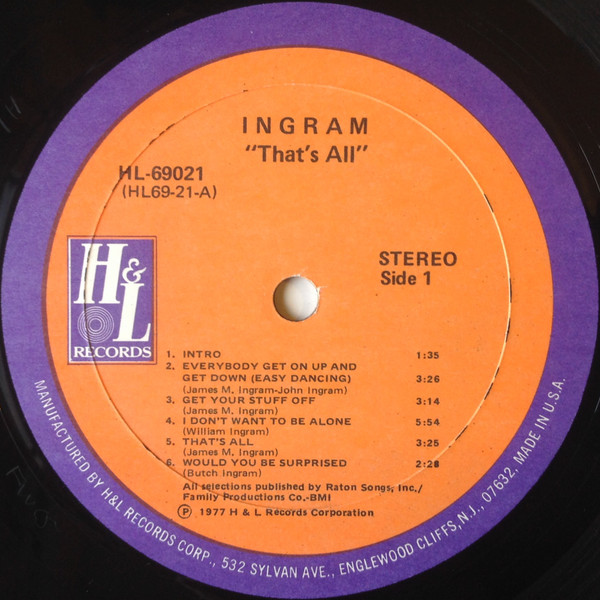 INGRAM
"That's All"
HL-69021
(HL69-21-A)
STEREO
Side 1
H&L
RECORDS
1. INTRO 1:35
2. EVERYBODY GET ON UP AND
GET DOWN (EASY DANCING) 3:26
(James M. Ingram-John Ingram)
3. GET YOUR STUFF OFF 3:14
(James M. Ingram)
4. I DON'T WANT TO BE ALONE 5:54
(William Ingram)
5. THAT'S ALL 3:25
(James M. Ingram)
6. WOULD YOU BE SURPRISED 2:28
(Butch Ingram)
All selections published by Raton Songs, Inc./
Family Productions Co.-BMI
Ⓟ 1977 H & L Records Corporation
MANUFACTURED BY H&L RECORDS CORP., 532 SYLVAN AVE., ENGLEWOOD CLIFFS, N.J., 07632, MADE IN U.S.A.